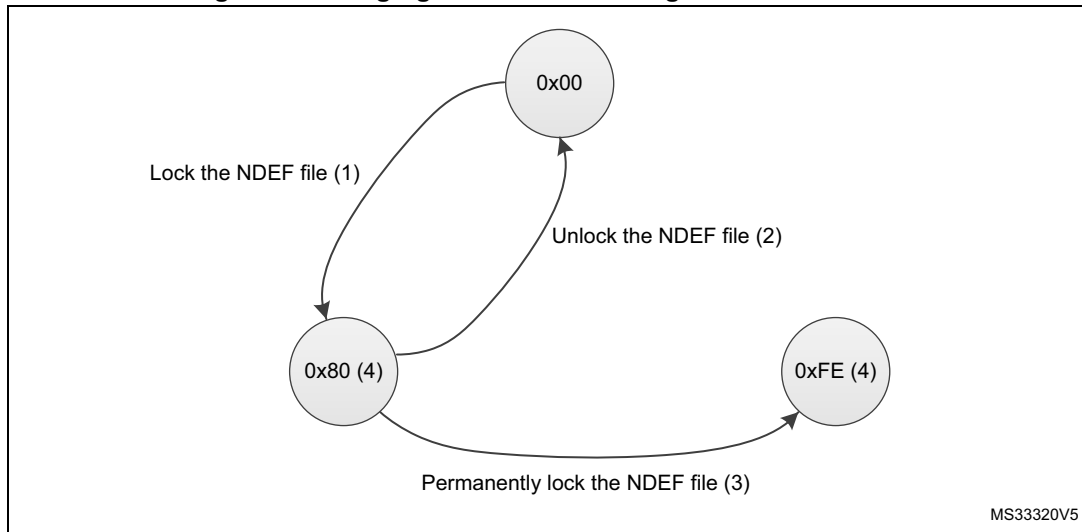 0x00
Lock the NDEF file (1)
Unlock the NDEF file (2)
0x80 (4)
0xFE (4)
Permanently lock the NDEF file (3)
MS33320V5